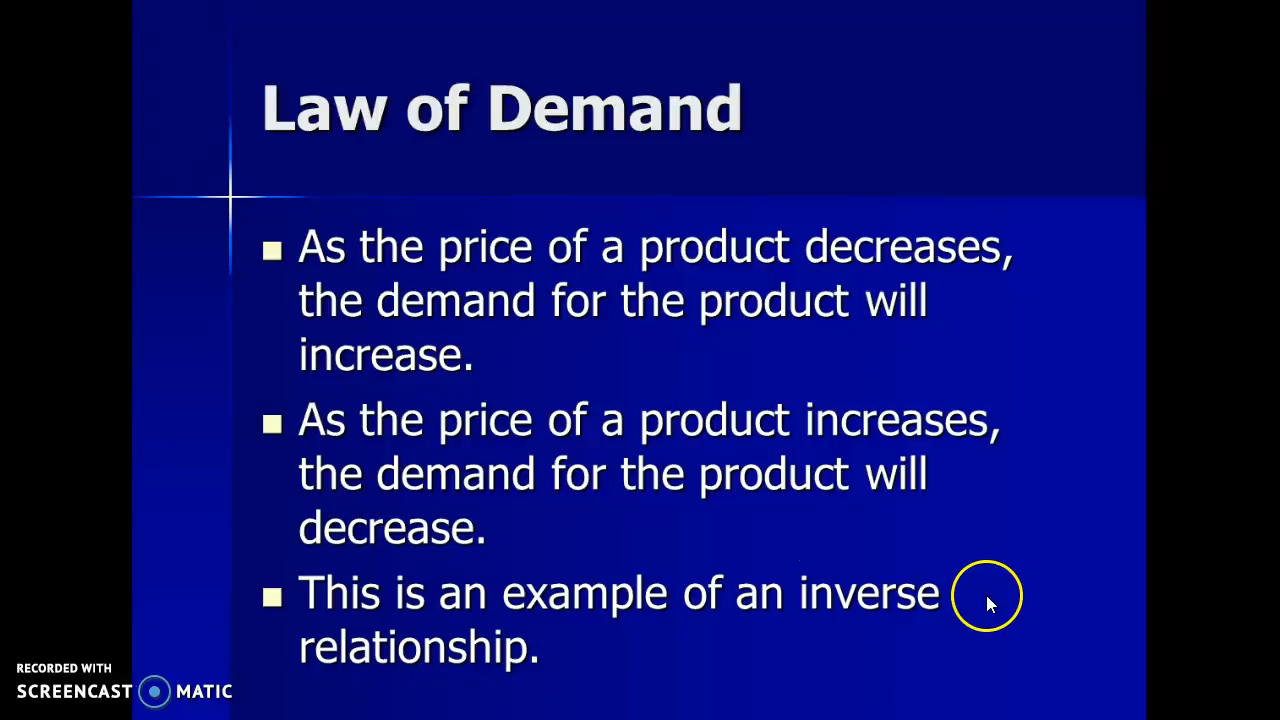 Law of Demand
As the price of a product decreases,
the demand for the product will
increase.
As the price of a product increases,
the demand for the product will
decrease.
This is an example of an inverse
relationship.
RECORDED WITH
SCREENCAST MATIC